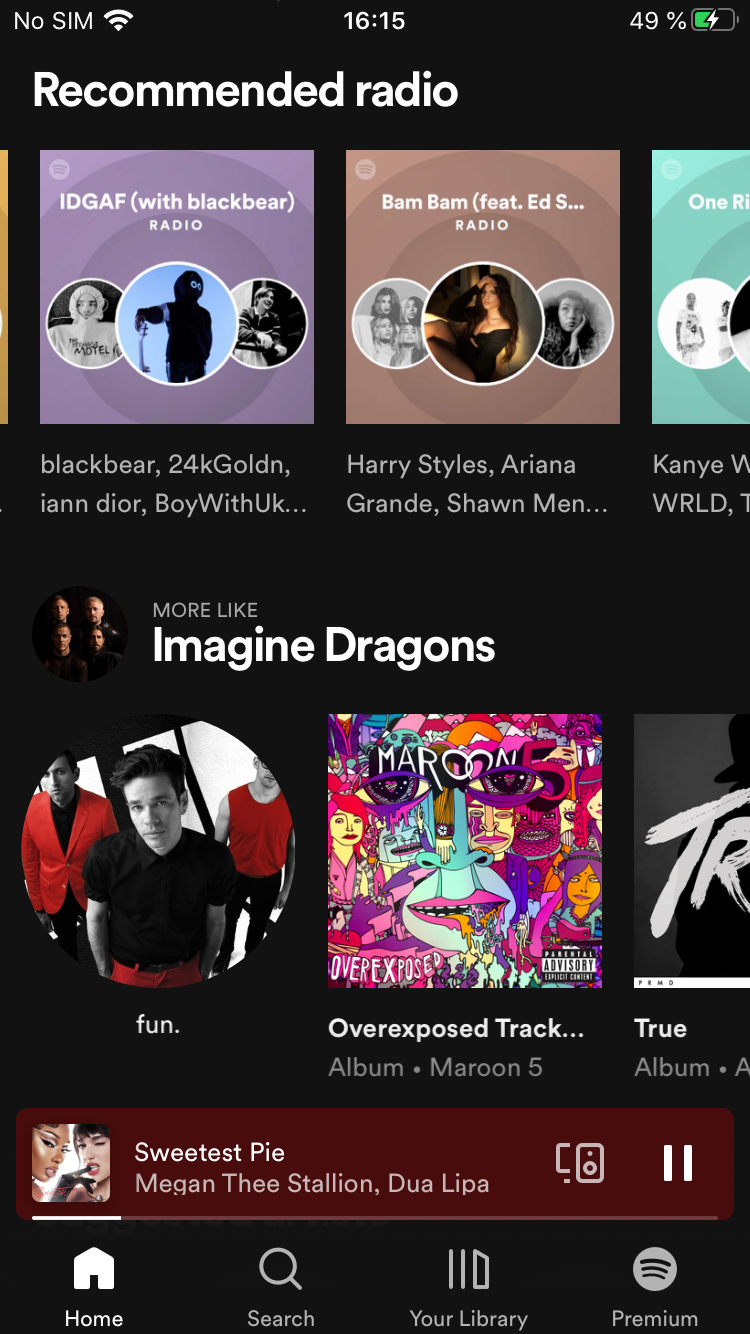 No SIM 16:15 49 %
Recommended radio
IDGAF (with blackbear)
RADIO
Bam Bam (feat. Ed S...
RADIO
One Ri
THE
TEENAGE
MOTEL
blackbear, 24kGoldn,
iann dior, BoyWithUk...
Harry Styles, Ariana
Grande, Shawn Men...
Kanye W
WRLD, T
MORE LIKE
Imagine Dragons
MAROON 5
OVEREXPOSED
PARENTAL
ADVISORY
EXPLICIT CONTENT
TR
PRMD
fun.
Overexposed Track...
Album • Maroon 5
True
Album • A
Sweetest Pie
Megan Thee Stallion, Dua Lipa
Home
Search
Your Library
Premium